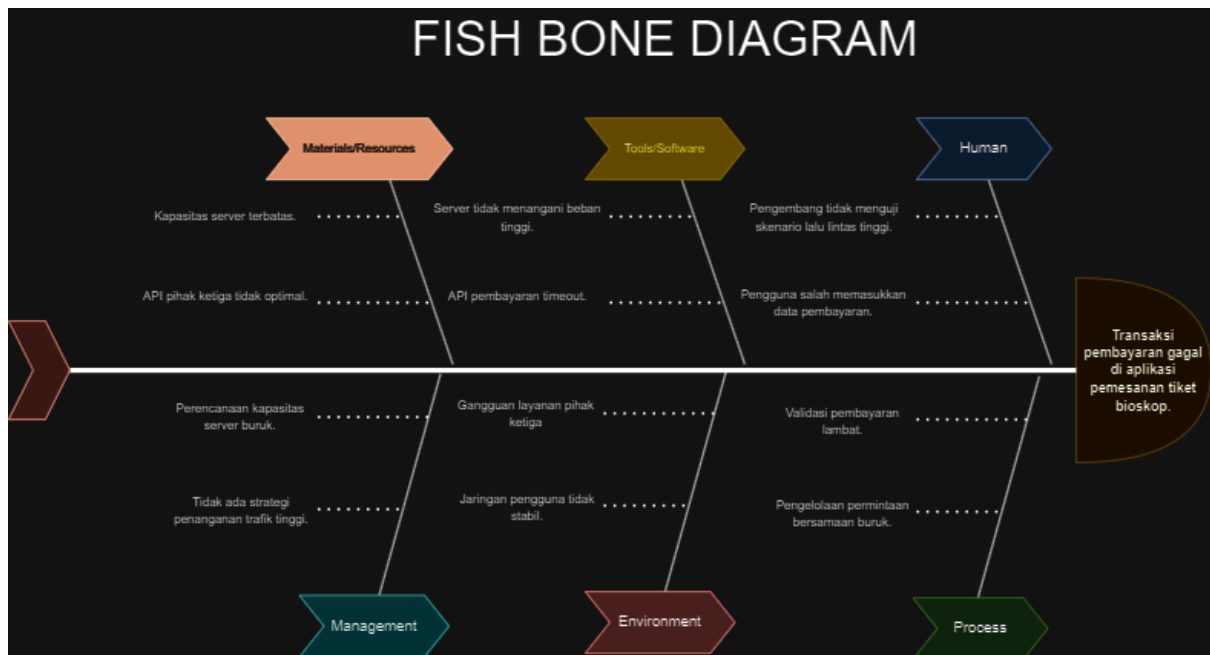 FISH BONE DIAGRAM
Materials/Resources
Tools/Software
Human
Kapasitas server terbatas.
Server tidak menangani beban
tinggi.
Pengembang tidak menguji
skenario lalu lintas tinggi.
API pihak ketiga tidak optimal.
API pembayaran timeout.
Pengguna salah memasukkan
data pembayaran.
Transaksi
pembayaran gagal
di aplikasi
pemesanan tiket
bioskop.
Perencanaan kapasitas
server buruk.
Gangguan layanan pihak
ketiga
Validasi pembayaran
lambat.
Tidak ada strategi
penanganan trafik tinggi.
Jaringan pengguna tidak
stabil.
Pengelolaan permintaan
bersamaan buruk.
Management
Environment
Process